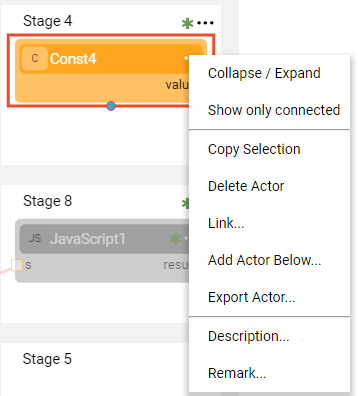 Stage 4
C Const4
valu
Stage 8
JS JavaScript1
s resu
Stage 5
Collapse / Expand
Show only connected
Copy Selection
Delete Actor
Link...
Add Actor Below...
Export Actor...
Description...
Remark...